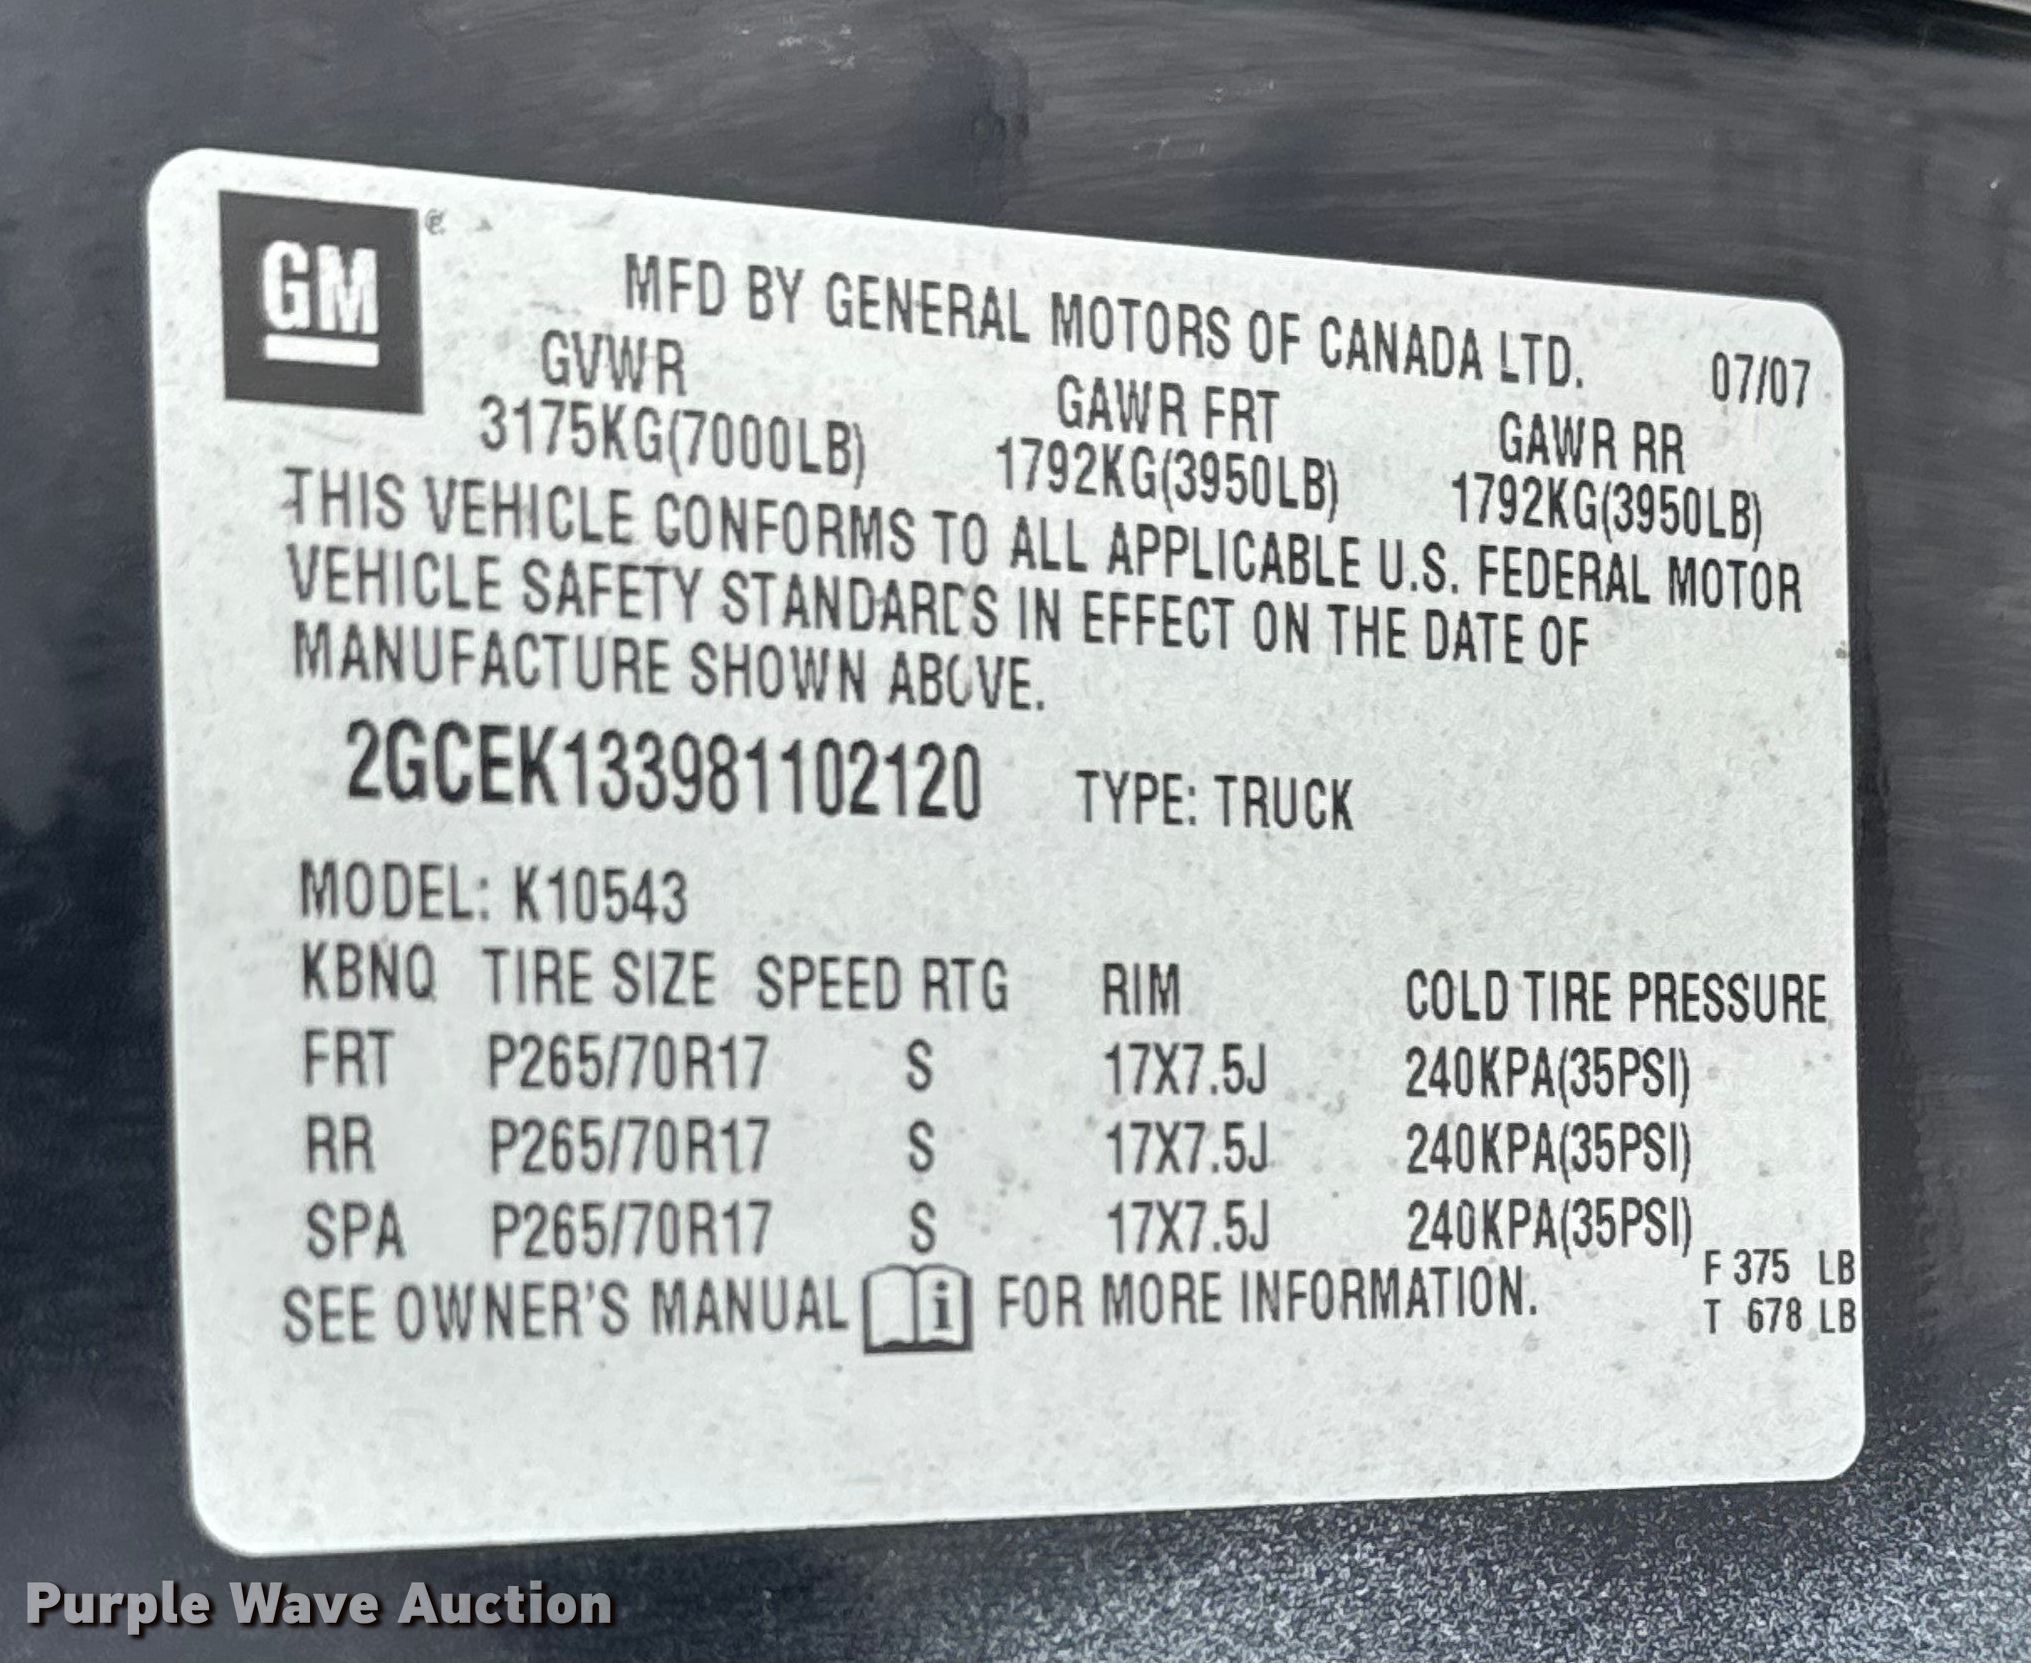 GM
MFD BY GENERAL MOTORS OF CANADA LTD. 07/07
GVWR GAWR FRT GAWR RR
3175KG(7000LB) 1792KG(3950LB) 1792KG(3950LB)
THIS VEHICLE CONFORMS TO ALL APPLICABLE U.S. FEDERAL MOTOR
VEHICLE SAFETY STANDARDS IN EFFECT ON THE DATE OF
MANUFACTURE SHOWN ABOVE.
2GCEK133981102120 TYPE: TRUCK
MODEL: K10543
KBNQ TIRE SIZE SPEED RTG RIM COLD TIRE PRESSURE
FRT P265/70R17 S 17X7.5J 240KPA(35PSI)
RR P265/70R17 S 17X7.5J 240KPA(35PSI)
SPA P265/70R17 S 17X7.5J 240KPA(35PSI)
F 375 LB
SEE OWNER'S MANUAL i FOR MORE INFORMATION. T 678 LB
Purple Wave Auction